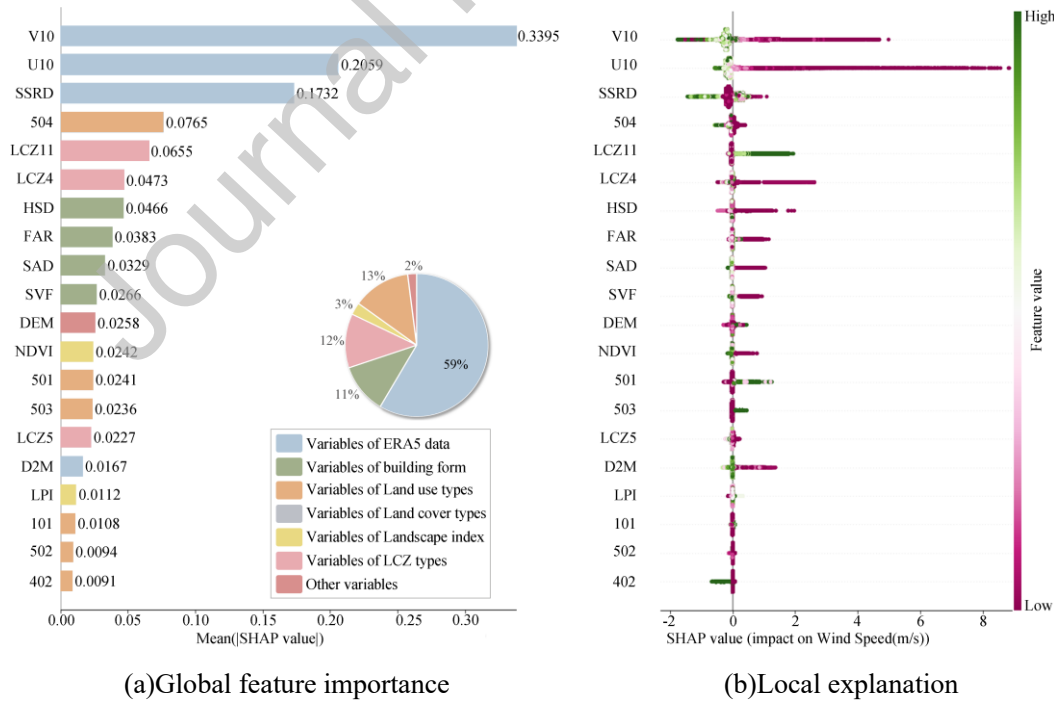 V10
0.3395
U10
0.2059
SSRD
0.1732
504
0.0765
LCZ11
0.0655
LCZ4
0.0473
HSD
0.0466
FAR
0.0383
SAD
0.0329
SVF
0.0266
DEM
0.0258
NDVI
0.0242
501
0.0241
503
0.0236
LCZ5
0.0227
D2M
0.0167
LPI
0.0112
101
0.0108
502
0.0094
402
0.0091
0.00 0.05 0.10 0.15 0.20 0.25 0.30
Mean(|SHAP value|)
2%
13%
3%
12%
11%
59%
Variables of ERA5 data
Variables of building form
Variables of Land use types
Variables of Land cover types
Variables of Landscape index
Variables of LCZ types
Other variables
Journal
(a)Global feature importance
V10
U10
SSRD
504
LCZ11
LCZ4
HSD
FAR
SAD
SVF
DEM
NDVI
501
503
LCZ5
D2M
LPI
101
502
402
-2 0 2 4 6 8
SHAP value (impact on Wind Speed(m/s))
High
Feature value
Low
(b)Local explanation